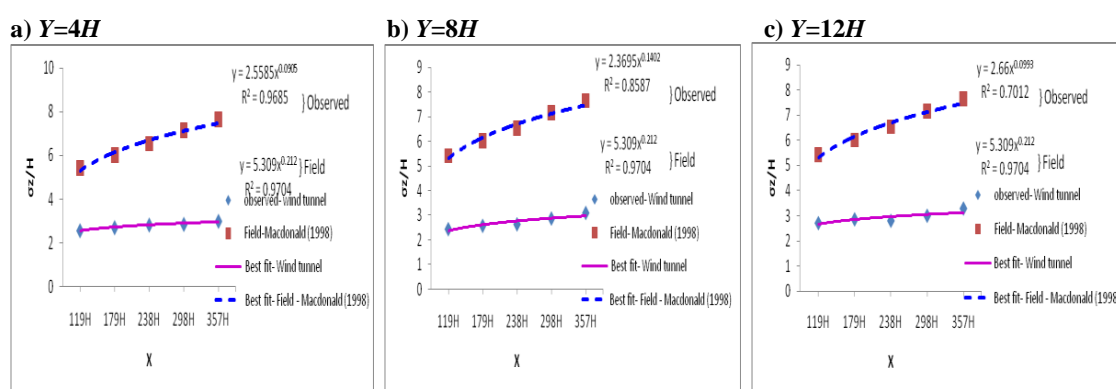 a) Y=4H
10
8
6
4
2
0
σz/H
y = 2.5585x^0.0905
R² = 0.9685
} Observed
y = 5.309x^0.212
} Field
R² = 0.9704
observed- Wind tunnel
Field- Macdonald (1998)
Best fit- Wind tunnel
Best fit- Field - Macdonald (1998)
119H 179H 238H 298H 357H
X
b) Y=8H
9
8
7
6
5
4
3
2
1
0
σz/H
y = 2.3695x^0.1402
R² = 0.8587
} Observed
y = 5.309x^0.212
R² = 0.9704
} Field
observed- Wind tunnel
Field- Macdonald (1998)
Best fit- Wind tunnel
Best fit- Field - Macdonald (1998)
119H 179H 238H 298H 357H
X
c) Y=12H
9
8
7
6
5
4
3
2
1
0
σz/H
y = 2.66x^0.0993
R² = 0.7012
} Observed
y = 5.309x^0.212
R² = 0.9704
} Field
observed- Wind tunnel
Field- Macdonald (1998)
Best fit- Wind tunnel
Best fit- Field - Macdonald (1998
119H 179H 238H 298H 357H
X